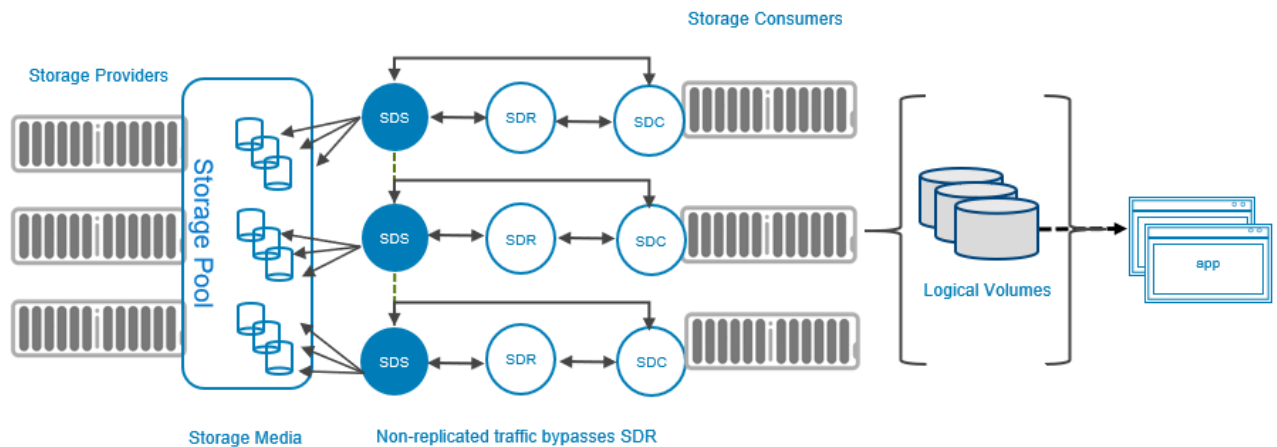 Storage Consumers
Storage Providers
Storage Pool
SDS
SDR
SDC
SDS
SDR
SDC
SDS
SDR
SDC
Logical Volumes
app
Storage Media
Non-replicated traffic bypasses SDR